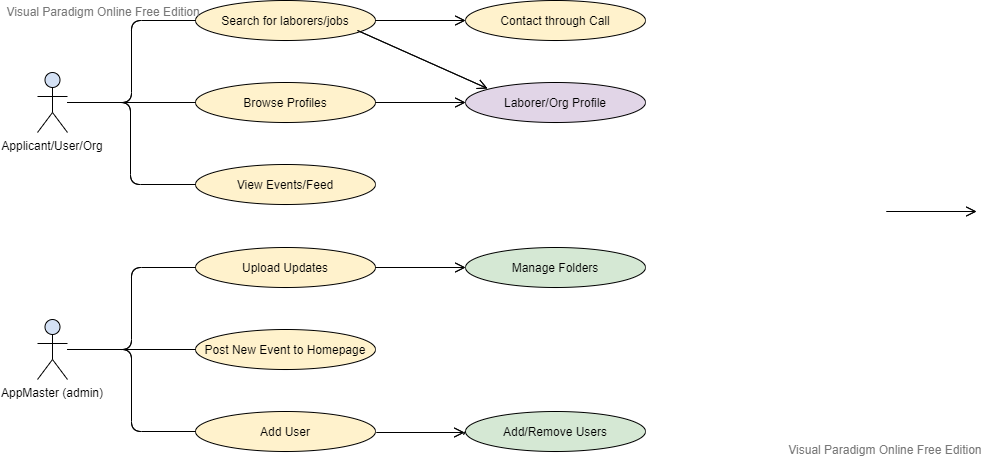 Visual Paradigm Online Free Edition
Search for laborers/jobs
Contact through Call
Browse Profiles
Laborer/Org Profile
Applicant/User/Org
View Events/Feed
Upload Updates
Manage Folders
Post New Event to Homepage
AppMaster (admin)
Add User
Add/Remove Users
Visual Paradigm Online Free Edition